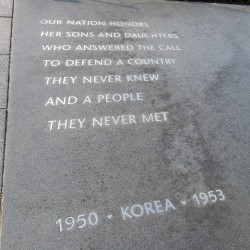 OUR NATION HONORS
HER SONS AND DAUGHTERS
WHO ANSWERED THE CALL
TO DEFEND A COUNTRY
THEY NEVER KNEW
AND A PEOPLE
THEY NEVER MET
1950 • KOREA • 1953